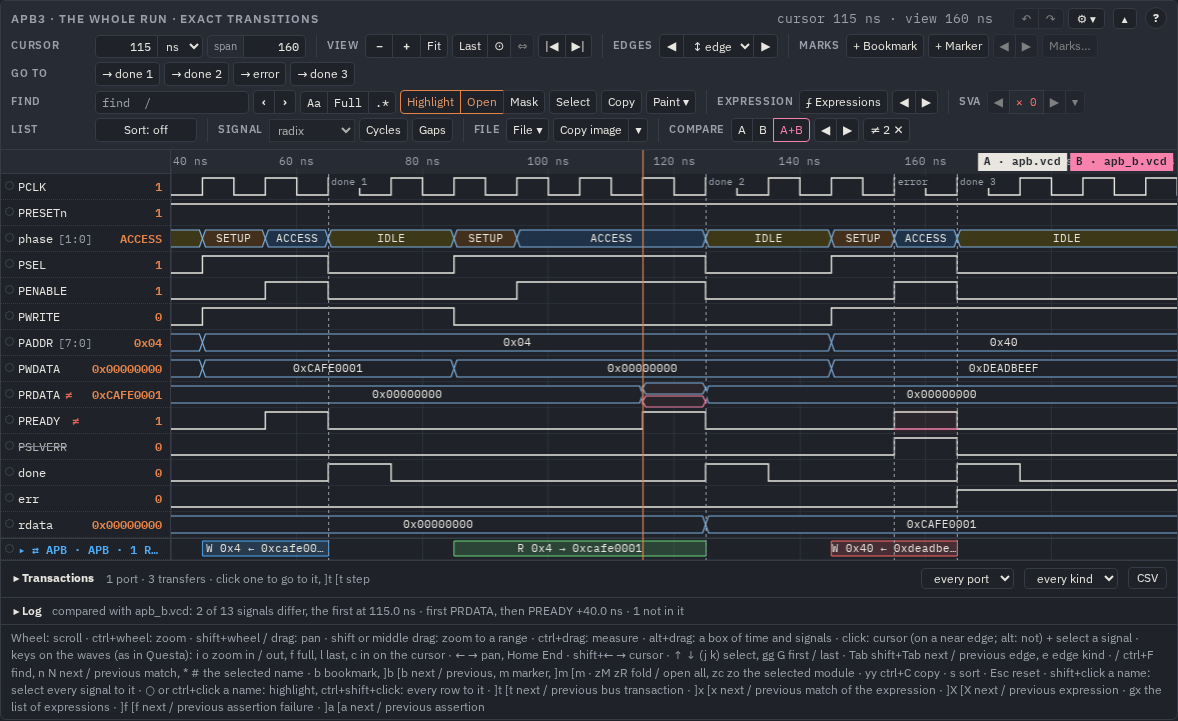 APB3 · THE WHOLE RUN · EXACT TRANSITIONS cursor 115 ns · view 160 ns ↶ ↷ ⚙ ▾ ▴ ?
CURSOR 115 ns span 160 VIEW − + Fit Last ⊙ ⇔ |◀ ▶| EDGES ◀ ↕ edge ▶ MARKS + Bookmark + Marker ◀ ▶ Marks...
GO TO → done 1 → done 2 → error → done 3
FIND find / ‹ › Aa Full .* Highlight Open Mask Select Copy Paint ▾ EXPRESSION ⨍ Expressions ◀ ▶ SVA ◀ × 0 ▶ ▾
LIST Sort: off SIGNAL radix Cycles Gaps FILE File ▾ Copy image ▾ COMPARE A B A+B ◀ ▶ ≠ 2 ✕
40 ns 60 ns 80 ns 100 ns 120 ns 140 ns 160 ns A · apb.vcd B · apb_b.vcd
PCLK 1 done 1 done 2 error done 3
PRESETn 1
phase [1:0] ACCESS SETUP ACCESS IDLE SETUP ACCESS IDLE SETUP ACCESS IDLE
PSEL 1
PENABLE 1
PWRITE 0
PADDR [7:0] 0x04 0x04 0x40
PWDATA 0x00000000 0xCAFE0001 0x00000000 0xDEADBEEF
PRDATA ≠ 0xCAFE0001 0x00000000 0x00000000
PREADY ≠ 1
PSLVERR 0
done 0
err 0
rdata 0x00000000 0x00000000 0xCAFE0001
▸ ⇄ APB · APB · 1 R… W 0x4 ← 0xcafe00… R 0x4 → 0xcafe0001 W 0x40 ← 0xdeadbe…
▸ Transactions 1 port · 3 transfers · click one to go to it, ]t [t step every port every kind CSV
▸ Log compared with apb_b.vcd: 2 of 13 signals differ, the first at 115.0 ns · first PRDATA, then PREADY +40.0 ns · 1 not in it
Wheel: scroll · ctrl+wheel: zoom · shift+wheel / drag: pan · shift or middle drag: zoom to a range · ctrl+drag: measure · alt+drag: a box of time and signals · click: cursor (on a near edge; alt: not) + select a signal ·
keys on the waves (as in Questa): i o zoom in / out, f full, l last, c in on the cursor · ←→ pan, Home End · shift+←→ cursor · ↑ ↓ (j k) select, gg G first / last · Tab shift+Tab next / previous edge, e edge kind · / ctrl+F
find, n N next / previous match, * # the selected name · b bookmark, ]b [b next / previous, m marker, ]m [m · zM zR fold / open all, zc zo the selected module · yy ctrl+C copy · s sort · Esc reset · shift+click a name:
select every signal to it · ○ or ctrl+click a name: highlight, ctrl+shift+click: every row to it · ]t [t next / previous bus transaction · ]x [x next / previous match of the expression · ]X [X next / previous expression · gx the
list of expressions · ]f [f next / previous assertion failure · ]a [a next / previous assertion